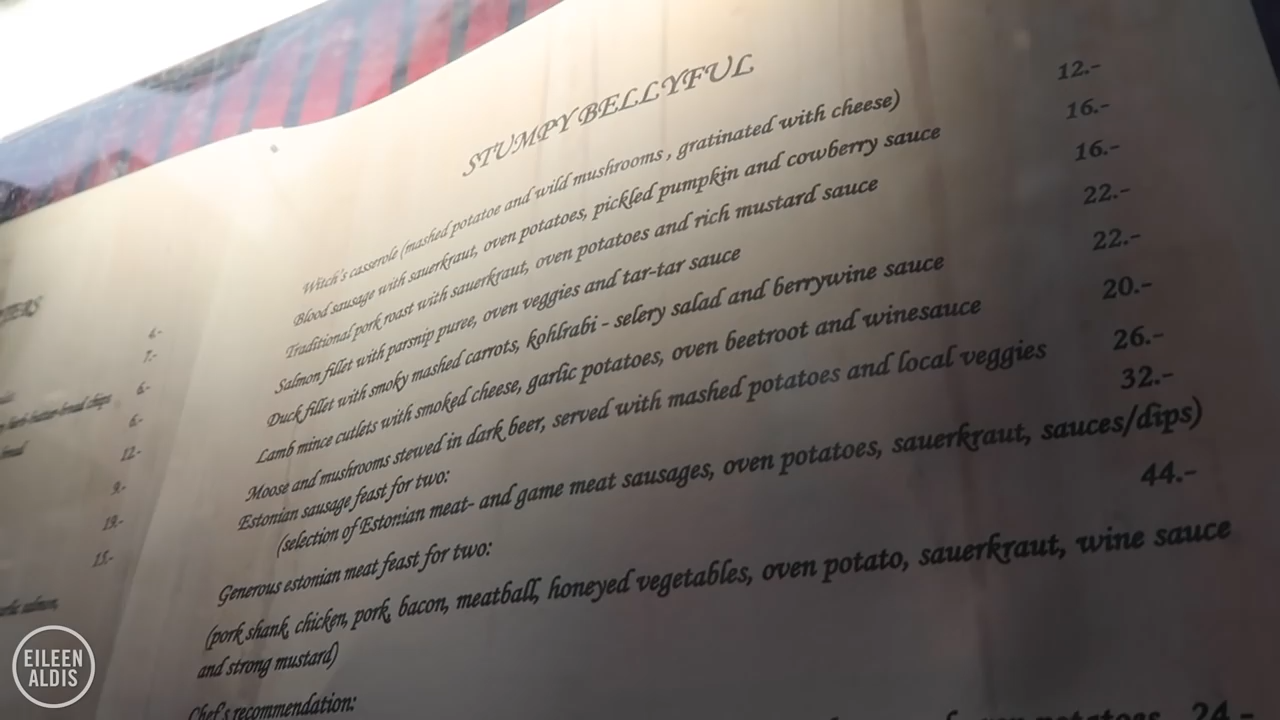 STUMPY BELLYFUL
Witch's casserole (mashed potatoe and wild mushrooms , gratinated with cheese) 12.-
Blood sausage with sauerkraut, oven potatoes, pickled pumpkin and cowberry sauce 16.-
Traditional pork roast with sauerkraut, oven potatoes and rich mustard sauce 16.-
Salmon fillet with parsnip puree, oven veggies and tar-tar sauce 22.-
Duck fillet with smoky mashed carrots, kohlrabi - selery salad and berrywine sauce 22.-
Lamb mince cutlets with smoked cheese, garlic potatoes, oven beetroot and winesauce 20.-
Moose and mushrooms stewed in dark beer, served with mashed potatoes and local veggies 26.-
Estonian sausage feast for two: 32.-
(selection of Estonian meat- and game meat sausages, oven potatoes, sauerkraut, sauces/dips)
Generous estonian meat feast for two: 44.-
(pork shank, chicken, pork, bacon, meatball, honeyed vegetables, oven potato, sauerkraut, wine sauce
and strong mustard)
Chef's recommendation:
potatoes 24.-
4.-
7.-
6.-
6.-
12.-
9.-
19.-
15.-
salmon,
EILEEN
ALDIS